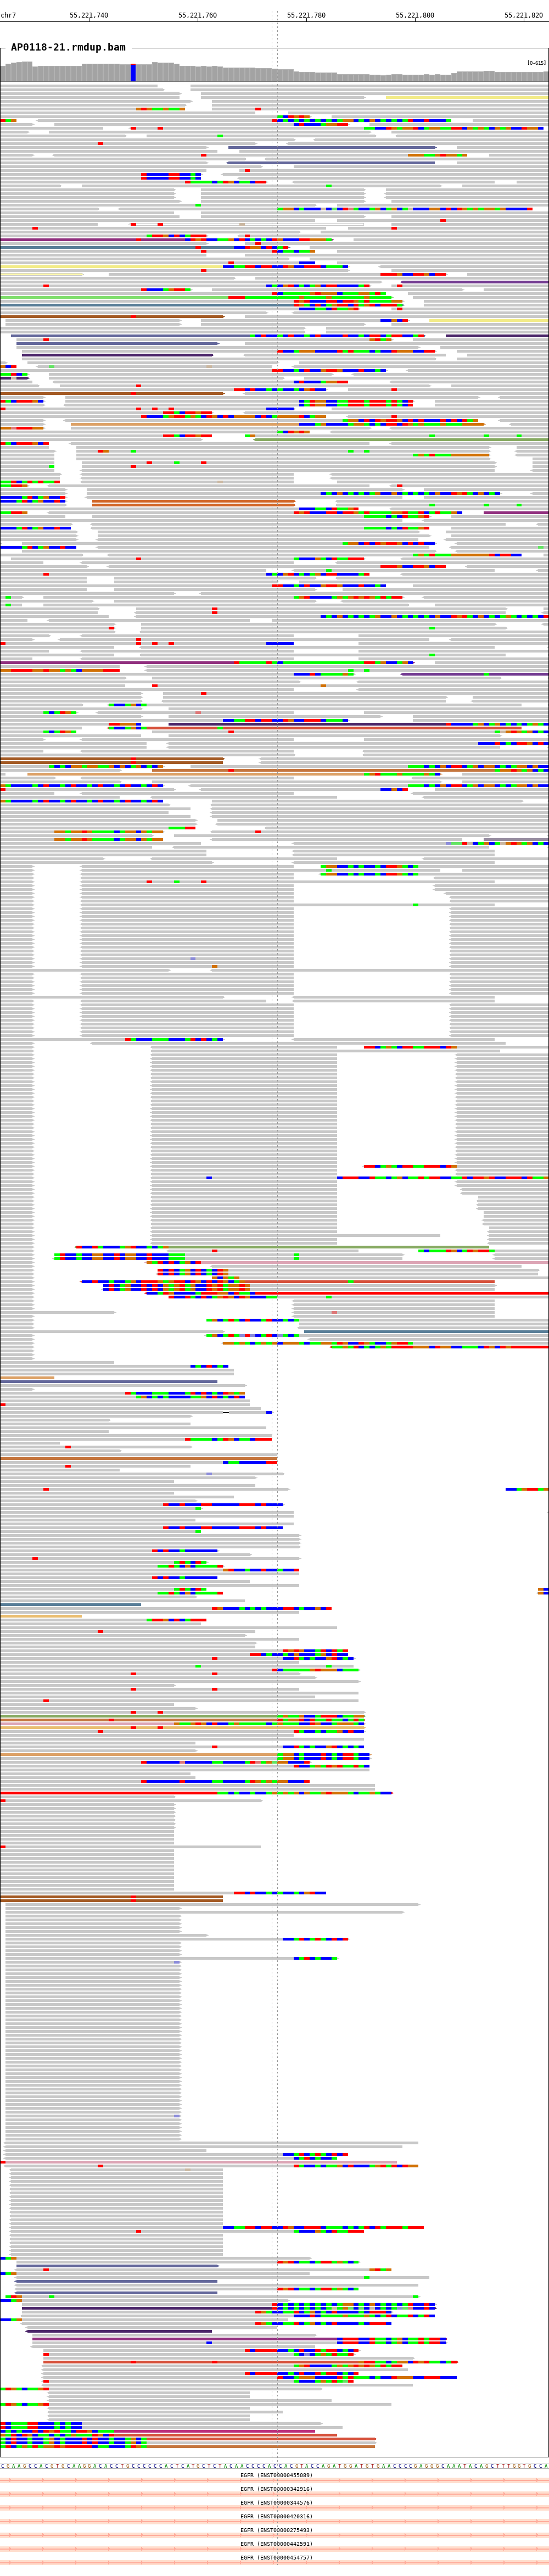 chr7 55,221,740 55,221,760 55,221,780 55,221,800 55,221,820
AP0118-21.rmdup.bam
[0-615]
CGAAGCCACGTGCAAGGACACCTGCCCCCCACTCATGCTCTACAACCCCACCACGTACCAGATGGATGTGAACCCCGAGGGCAAATACAGCTTTGGTGCCA
EGFR (ENST00000455089)
EGFR (ENST00000342916)
EGFR (ENST00000344576)
EGFR (ENST00000420316)
EGFR (ENST00000275493)
EGFR (ENST00000442591)
EGFR (ENST00000454757)